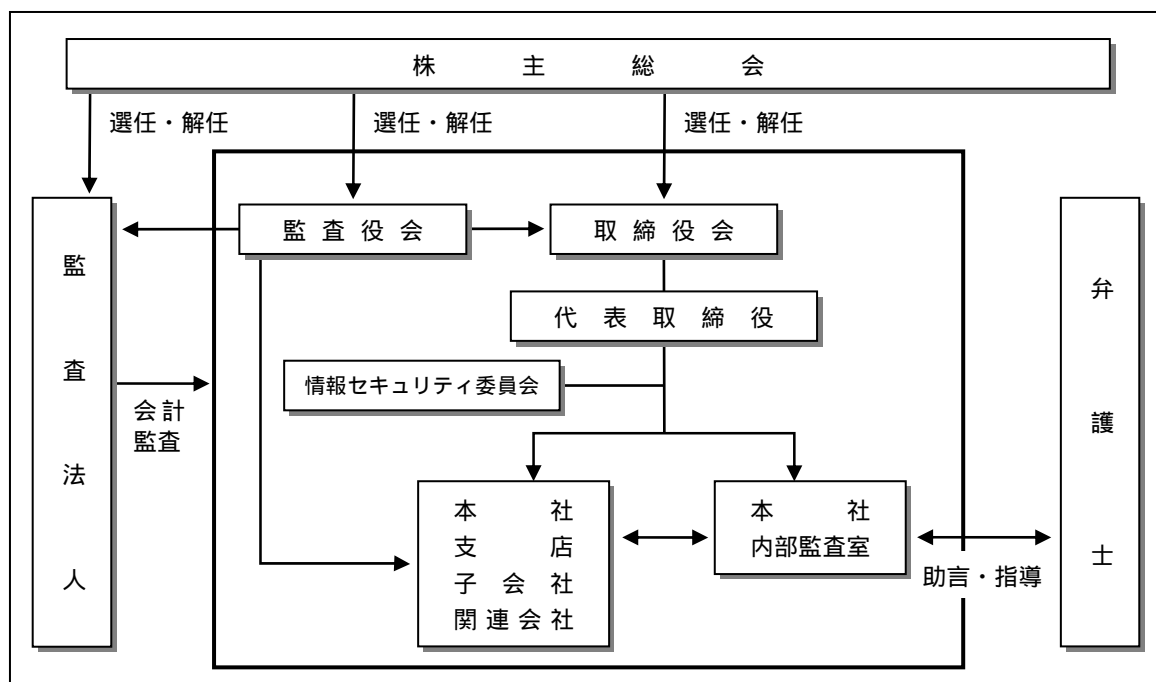 株主総会
選任・解任
選任・解任
選任・解任
監査役会
取締役会
代表取締役
情報セキュリティ委員会
監査法人
会計
監査
本社
支店
子会社
関連会社
本社
内部監査室
助言・指導
弁護士